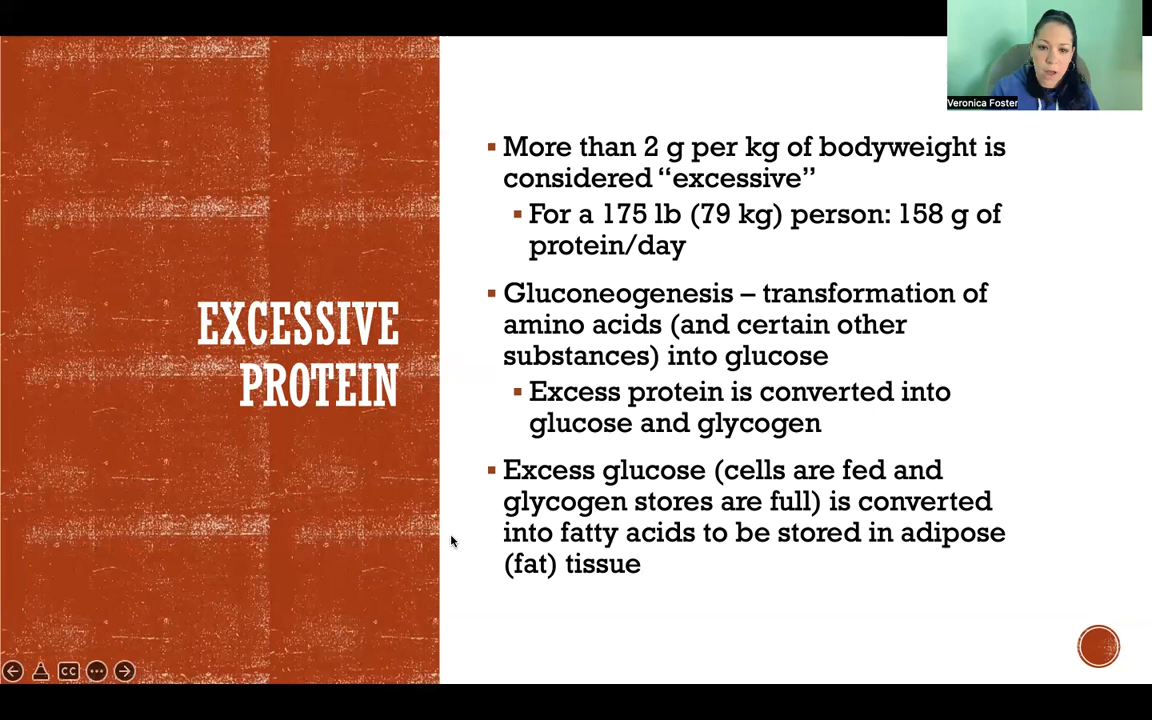 Veronica Foster
EXCESSIVE
PROTEIN
More than 2 g per kg of bodyweight is
considered “excessive”
For a 175 lb (79 kg) person: 158 g of
protein/day
Gluconeogenesis – transformation of
amino acids (and certain other
substances) into glucose
Excess protein is converted into
glucose and glycogen
Excess glucose (cells are fed and
glycogen stores are full) is converted
into fatty acids to be stored in adipose
(fat) tissue
CC